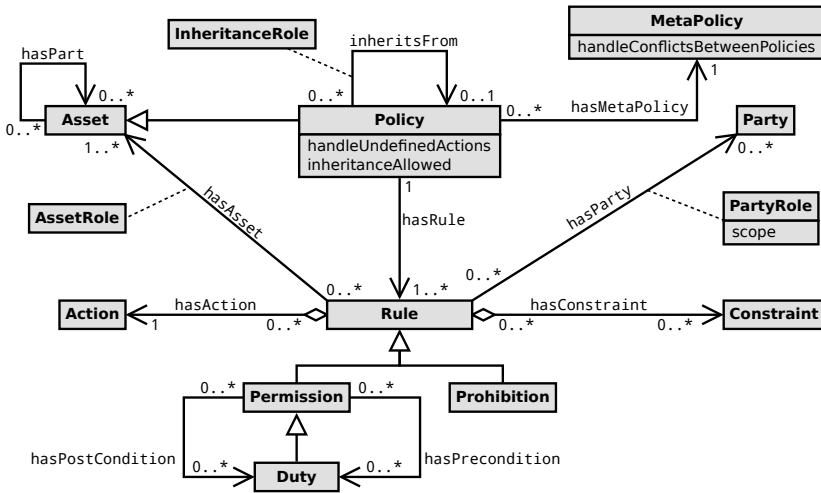 MetaPolicy
handleConflictsBetweenPolicies
InheritanceRole
inheritsFrom
hasPart
0..*
0..*
Asset
0..*
0..1
Policy
handleUndefinedActions
inheritanceAllowed
0..*
hasMetaPolicy
1
Party
0..*
1..*
1
hasRule
AssetRole
hasAsset
hasParty
PartyRole
scope
0..*
1..*
0..*
Action
1
hasAction
0..*
Rule
0..*
hasConstraint
0..*
Constraint
0..*
Permission
0..*
Prohibition
hasPostCondition
0..*
Duty
0..*
hasPrecondition